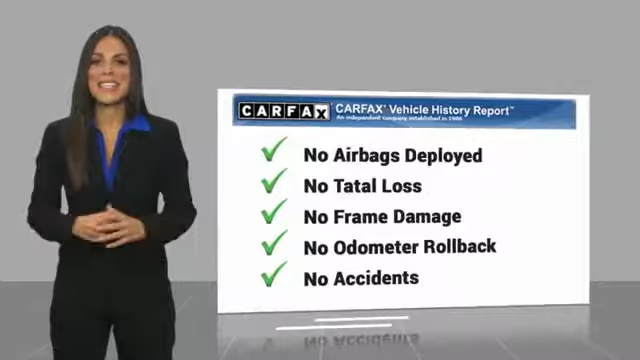 CARFAX CARFAX® Vehicle History Report™
An independent company established in 1986
No Airbags Deployed
No Tatal Loss
No Frame Damage
No Odometer Rollback
No Accidents